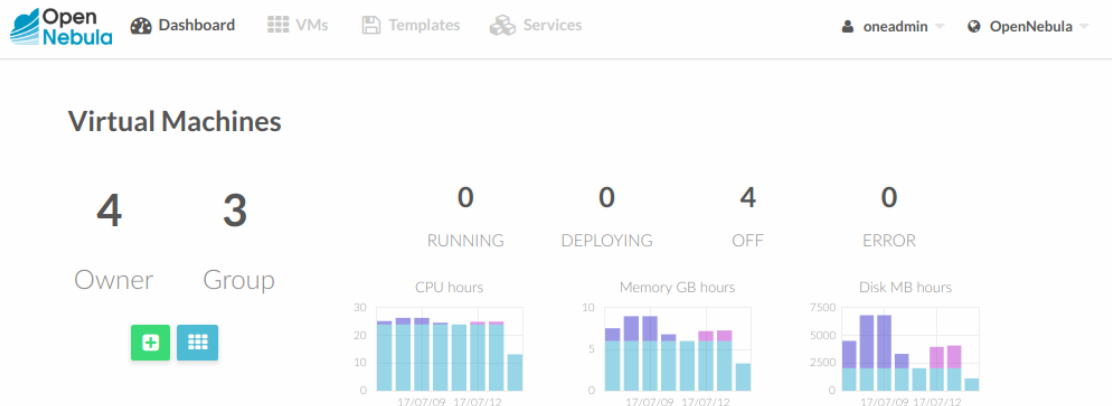 Open
Nebula
Dashboard
VMs
Templates
Services
oneadmin
OpenNebula
Virtual Machines
4
Owner
3
Group
0
RUNNING
0
DEPLOYING
4
OFF
0
ERROR
CPU hours
30
20
10
0
17/07/09 17/07/12
Memory GB hours
10
5
0
17/07/09 17/07/12
Disk MB hours
7500
5000
2500
0
17/07/09 17/07/12